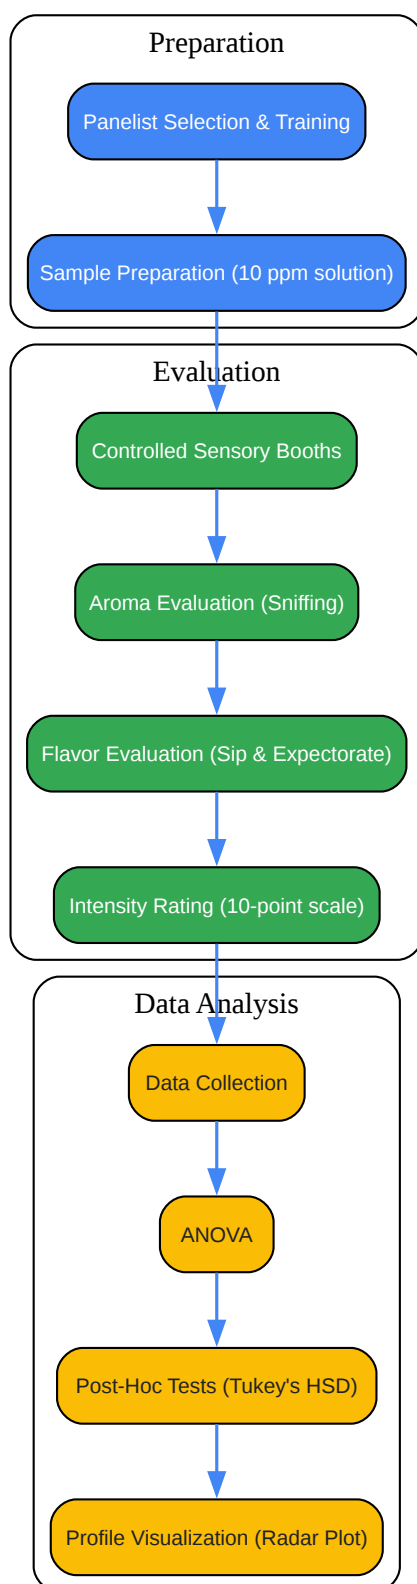 Preparation
Panelist Selection & Training
Sample Preparation (10 ppm solution)
Evaluation
Controlled Sensory Booths
Aroma Evaluation (Sniffing)
Flavor Evaluation (Sip & Expectorate)
Intensity Rating (10-point scale)
Data Analysis
Data Collection
ANOVA
Post-Hoc Tests (Tukey's HSD)
Profile Visualization (Radar Plot)